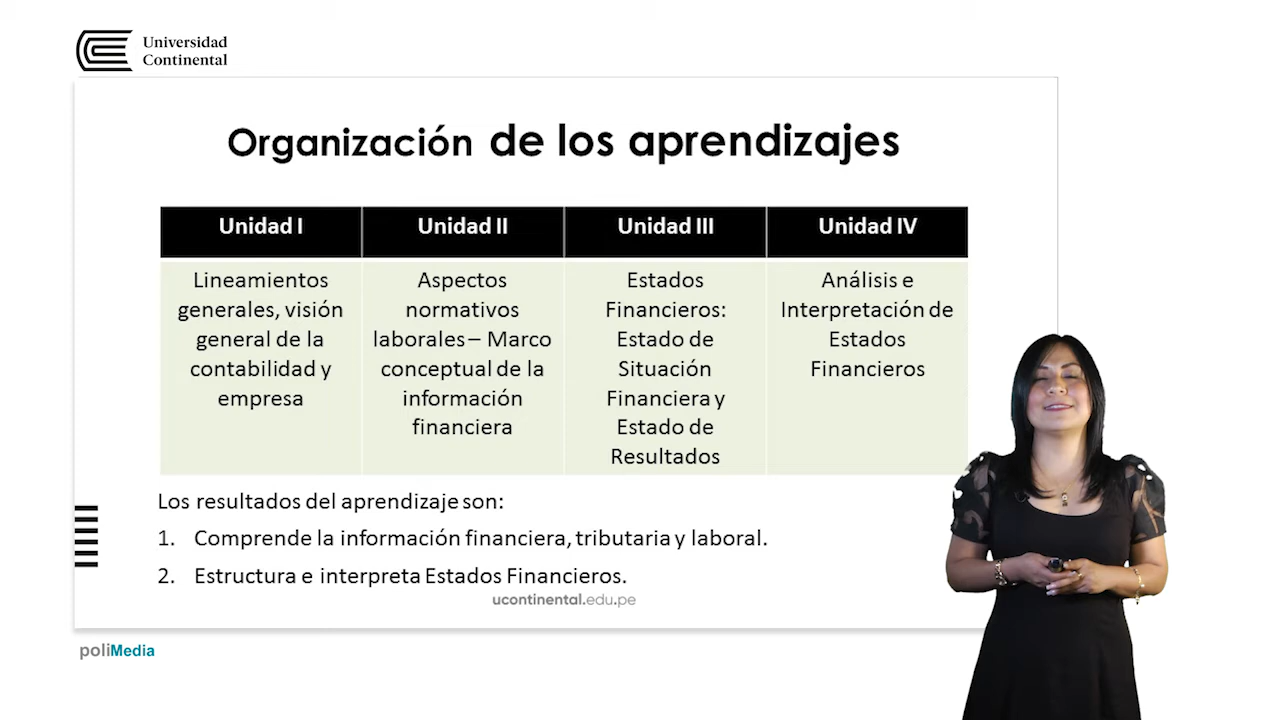 Universidad
Continental
Organización de los aprendizajes
Unidad I
Unidad II
Unidad III
Unidad IV
Lineamientos
generales, visión
general de la
contabilidad y
empresa
Aspectos
normativos
laborales – Marco
conceptual de la
información
financiera
Estados
Financieros:
Estado de
Situación
Financiera y
Estado de
Resultados
Análisis e
Interpretación de
Estados
Financieros
Los resultados del aprendizaje son:
1. Comprende la información financiera, tributaria y laboral.
2. Estructura e interpreta Estados Financieros.
ucontinental.edu.pe
poliMedia